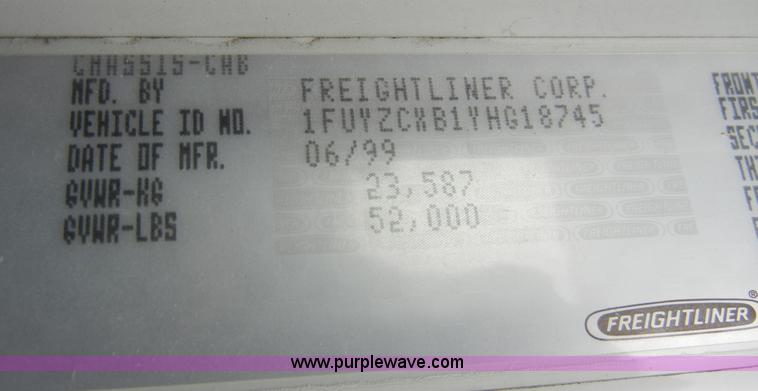 CHASSIS-CAB
MFD. BY FREIGHTLINER CORP.
VEHICLE ID NO. 1FUYZCXB1YHG18745
DATE OF MFR. 06/99
GVWR-KG 23,587
GVWR-LBS 52,000
FREIGHTLINER
www.purplewave.com